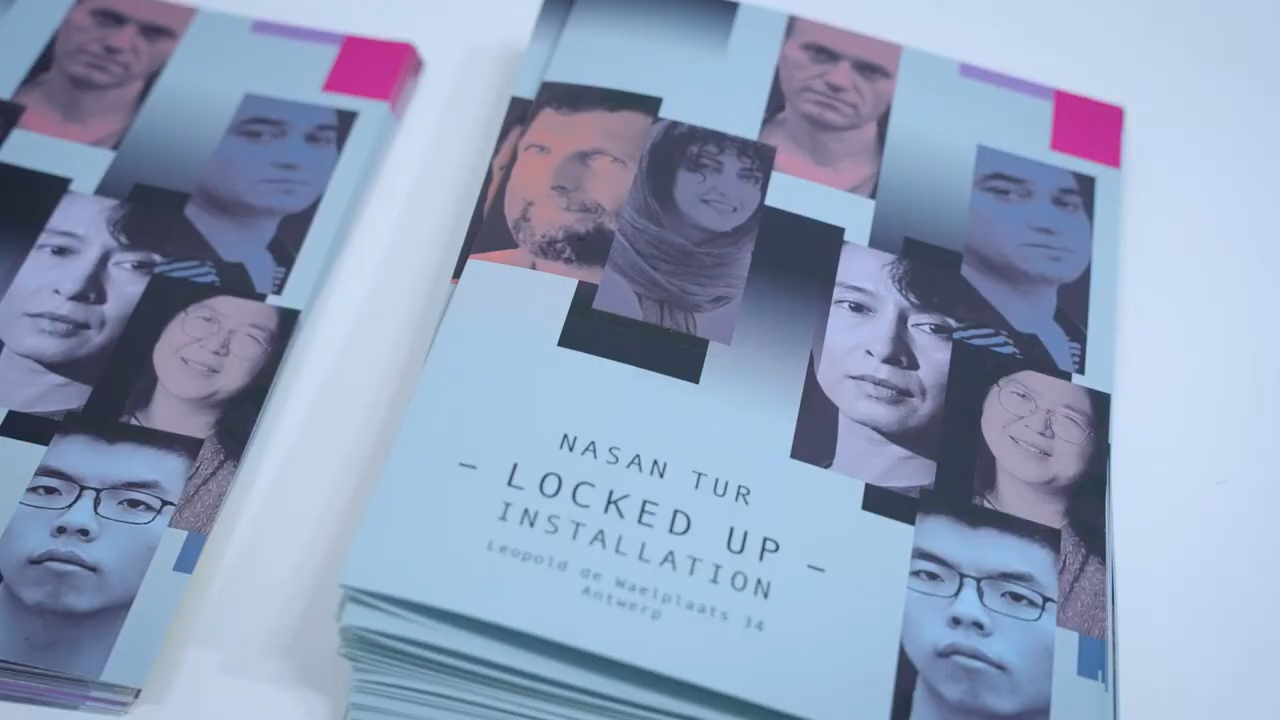 NASAN TUR
– LOCKED UP –
INSTALLATION
Leopold de Waelplaats 34
Antwerp